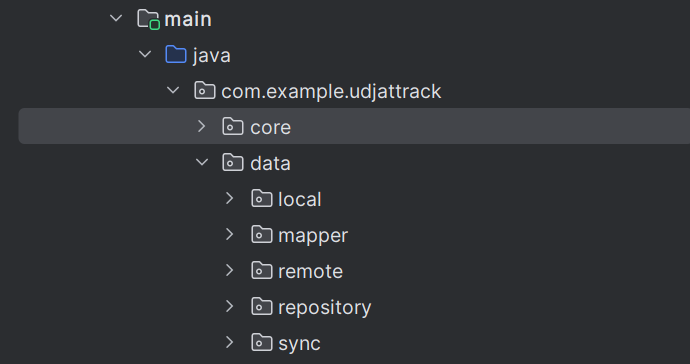 main
java
com.example.udjattrack
core
data
local
mapper
remote
repository
sync